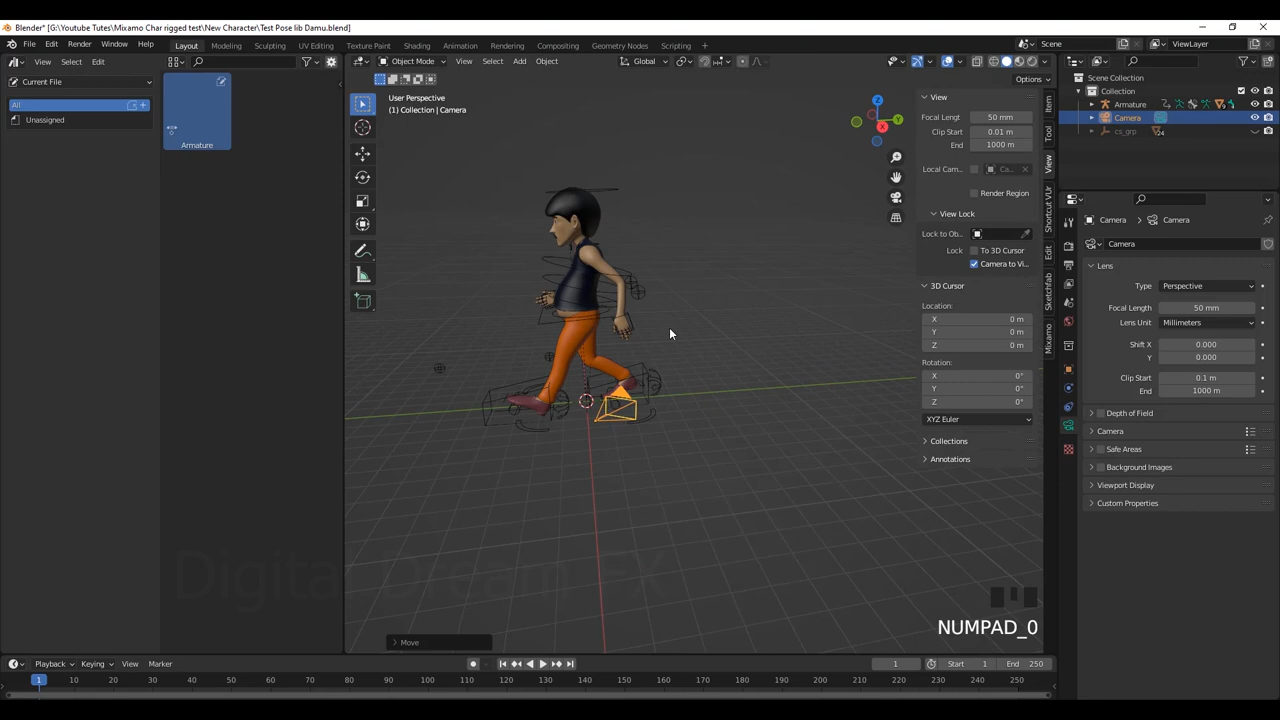 Blender* [G:\Youtube Tutes\Mixamo Char rigged test\New Character\Test Pose lib Damu.blend]
File Edit Render Window Help Layout Modeling Sculpting UV Editing Texture Paint Shading Animation Rendering Compositing Geometry Nodes Scripting + Scene ViewLayer
View Select Edit Object Mode View Select Add Object Global
Current File Options
All
Unassigned
Armature
User Perspective
(1) Collection | Camera
Z
Y
X
View
Focal Lengt 50 mm
Clip Start 0.01 m
End 1000 m
Local Cam... Ca...
Render Region
View Lock
Lock to Ob...
Lock To 3D Cursor
Camera to Vi...
3D Cursor
Location:
X 0 m
Y 0 m
Z 0 m
Rotation:
X 0°
Y 0°
Z 0°
XYZ Euler
Collections
Annotations
Item
Tool
View
Shortcut VUr
Edit
Sketchfab
Mixamo
Scene Collection
Collection
Armature
Camera
cs_grp 24
Camera Camera
Camera
Lens
Type Perspective
Focal Length 50 mm
Lens Unit Millimeters
Shift X 0.000
Y 0.000
Clip Start 0.1 m
End 1000 m
Depth of Field
Camera
Safe Areas
Background Images
Viewport Display
Custom Properties
Digital Dream FX
NUMPAD_0
Move
Playback Keying View Marker 1 Start 1 End 250
1 10 20 30 40 50 60 70 80 90 100 110 120 130 140 150 160 170 180 190 200 210 220 230 240 250